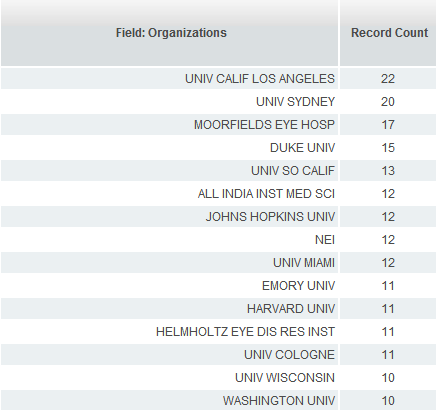 Field: Organizations Record Count
UNIV CALIF LOS ANGELES 22
UNIV SYDNEY 20
MOORFIELDS EYE HOSP 17
DUKE UNIV 15
UNIV SO CALIF 13
ALL INDIA INST MED SCI 12
JOHNS HOPKINS UNIV 12
NEI 12
UNIV MIAMI 12
EMORY UNIV 11
HARVARD UNIV 11
HELMHOLTZ EYE DIS RES INST 11
UNIV COLOGNE 11
UNIV WISCONSIN 10
WASHINGTON UNIV 10